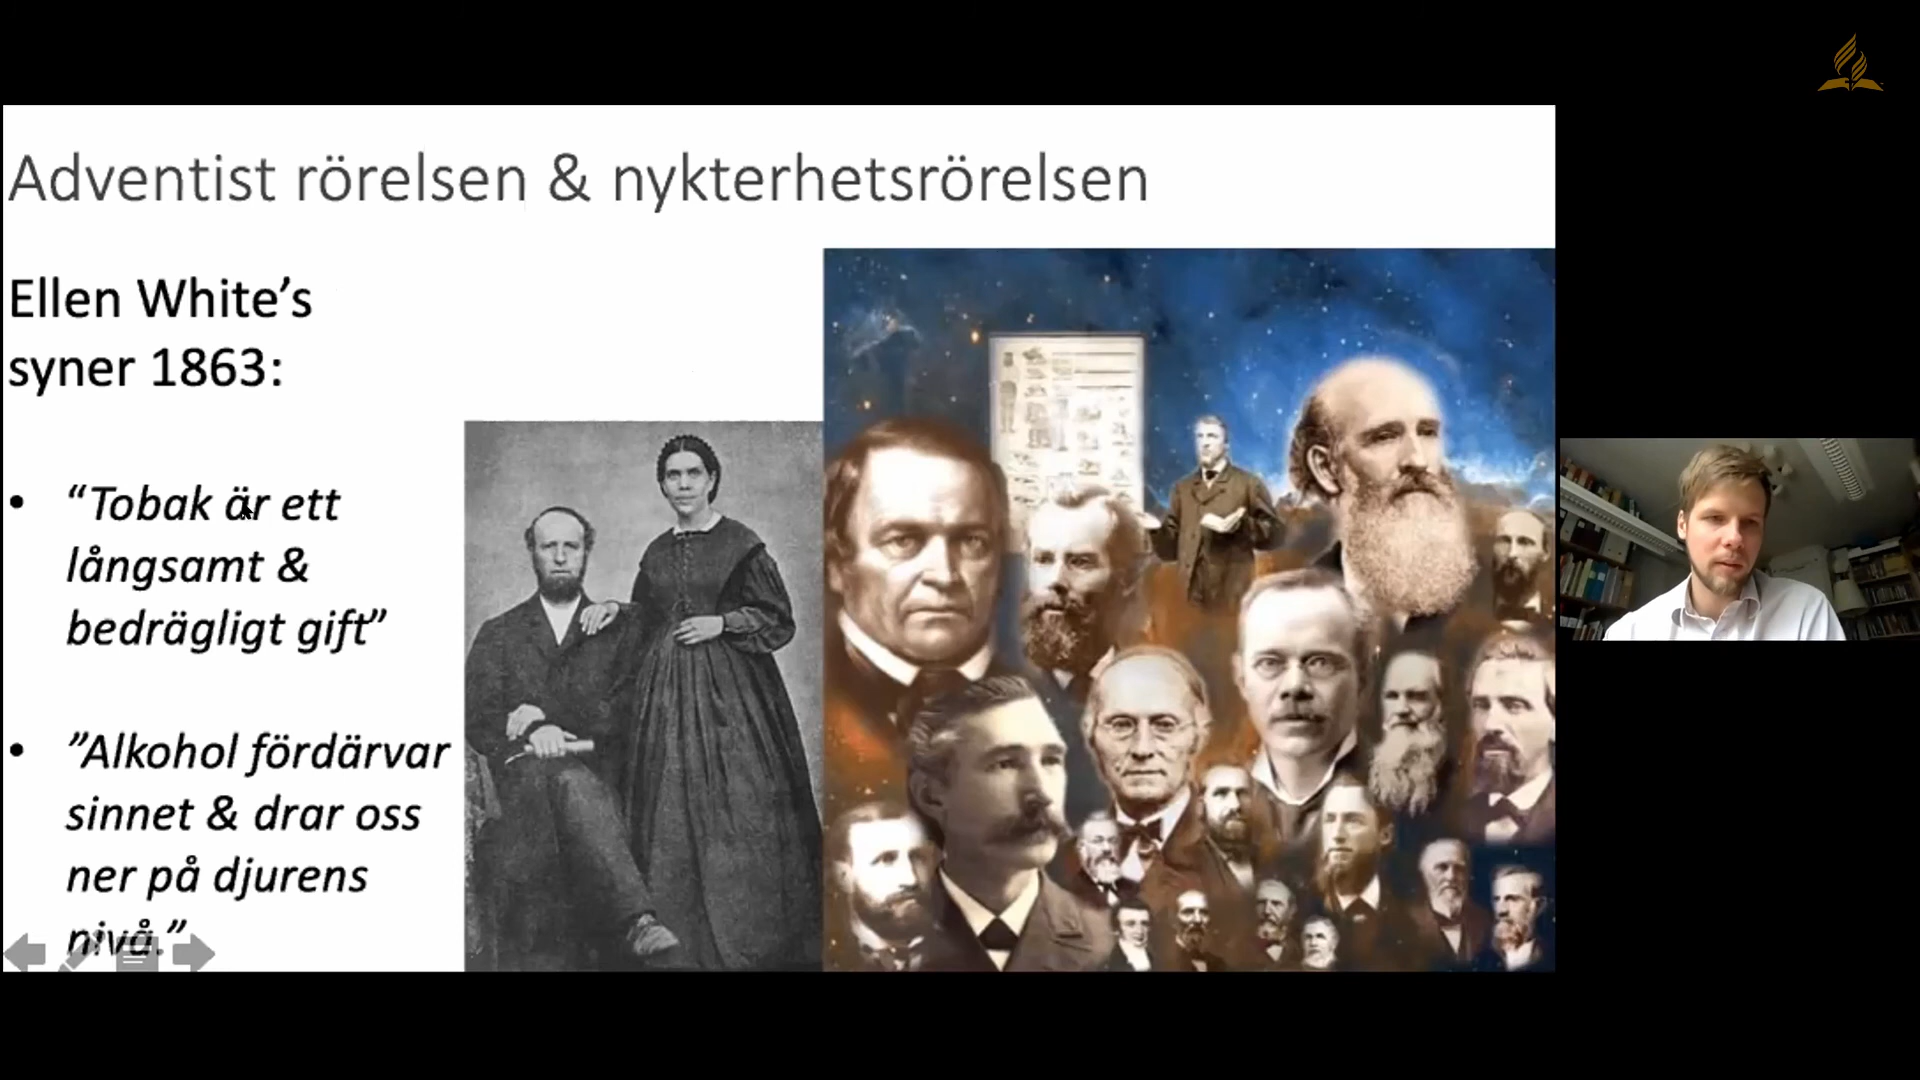 Adventist rörelsen & nykterhetsrörelsen
Ellen White’s
syner 1863:
• “Tobak är ett
långsamt &
bedrägligt gift”
• ”Alkohol fördärvar
sinnet & drar oss
ner på djurens
nivå.”